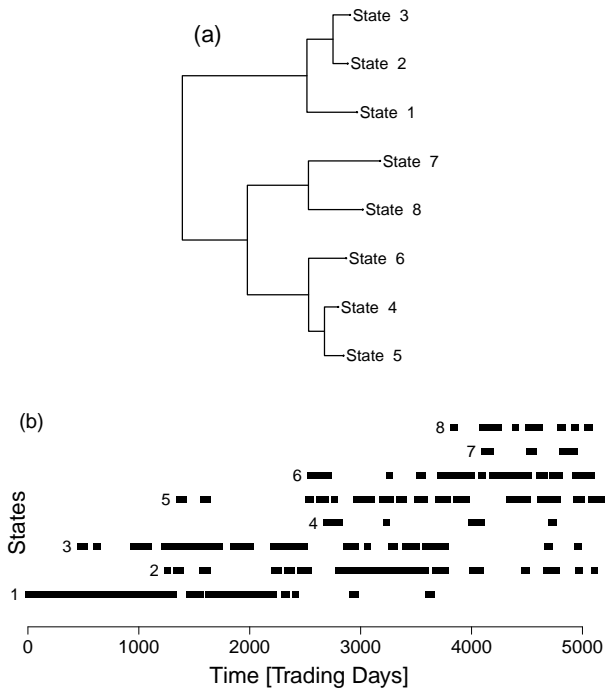 (a)
State 3
State 2
State 1
State 7
State 8
State 6
State 4
State 5
(b)
8
7
6
5
4
3
2
1
States
0 1000 2000 3000 4000 5000
Time [Trading Days]